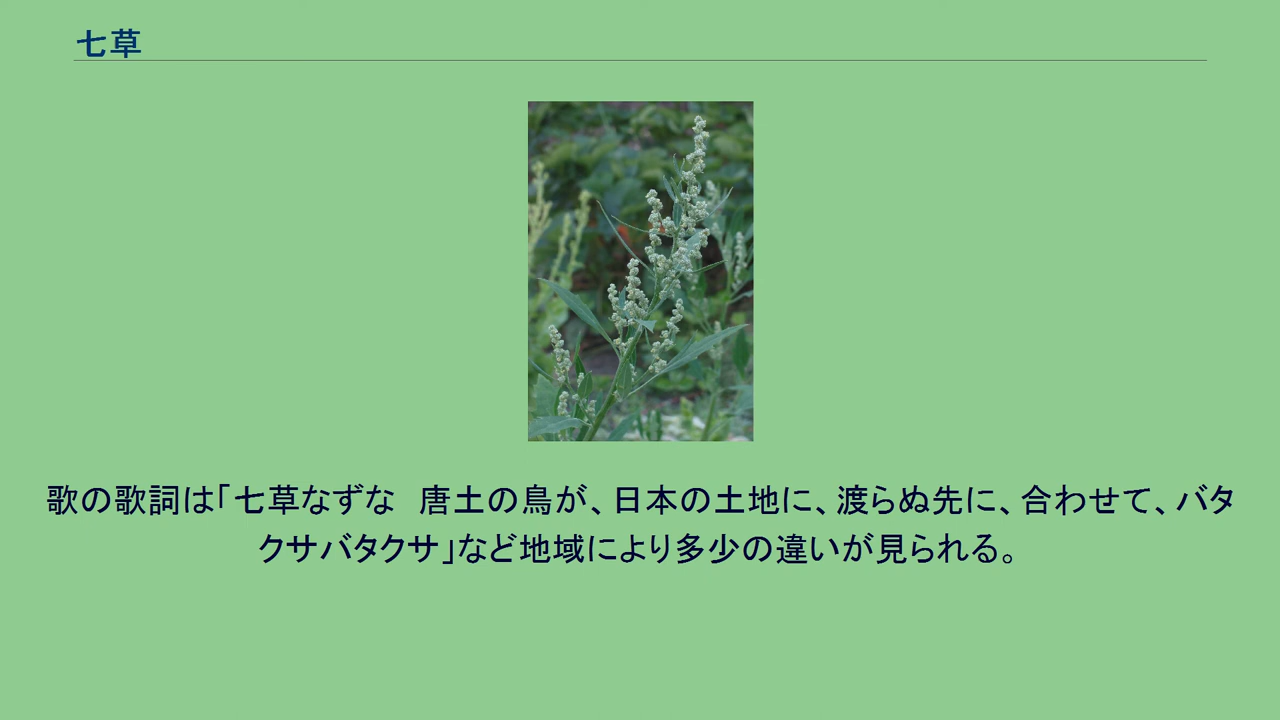 七草
歌の歌詞は「七草なずな　唐土の鳥が、日本の土地に、渡らぬ先に、合わせて、バタ
クサバタクサ」など地域により多少の違いが見られる。